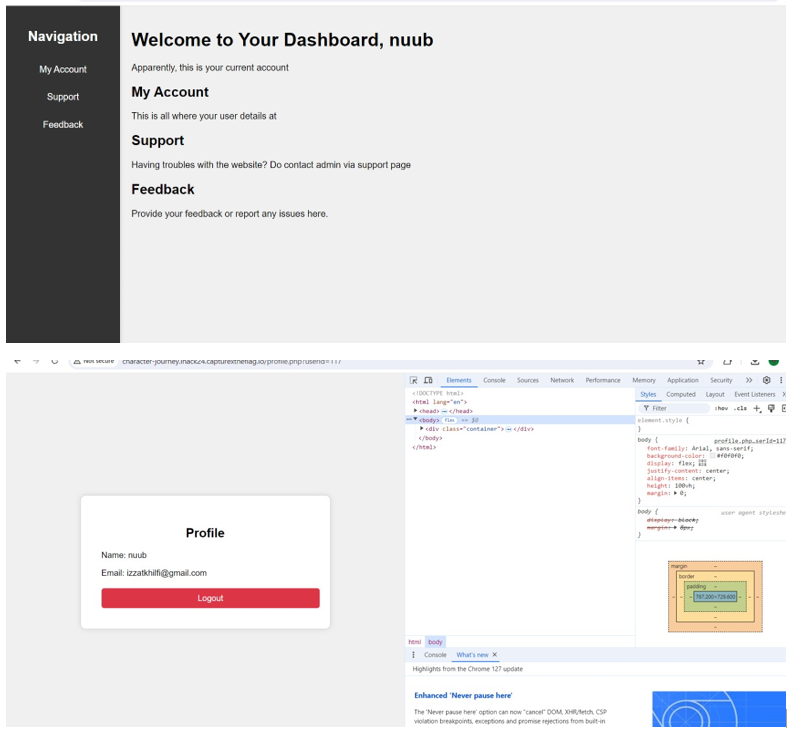 Navigation
My Account
Support
Feedback
Welcome to Your Dashboard, nuub
Apparently, this is your current account
My Account
This is all where your user details at
Support
Having troubles with the website? Do contact admin via support page
Feedback
Provide your feedback or report any issues here.
Not secure character-journey.ihack24.capturextheflag.io/profile.php?userid=117
Profile
Name: nuub
Email: izzatkhilfi@gmail.com
Logout
Elements Console Sources Network Performance Memory Application Security
<!DOCTYPE html>
<html lang="en">
<head> </head>
<body> flex == $0
<div class="container"> </div>
</body>
</html>
html body
Styles Computed Layout Event Listeners
Filter :hov .cls
element.style {
}
body { profile.php…serid=117
font-family: Arial, sans-serif;
background-color: #f0f0f0;
display: flex;
justify-content: center;
align-items: center;
height: 100vh;
margin: 0;
}
body { user agent styleshe
display: block;
margin: 8px;
}
margin -
border -
padding -
- - - 767.200×729.600 - - -
-
-
-
Console What's new
Highlights from the Chrome 127 update
Enhanced 'Never pause here'
The 'Never pause here' option can now "cancel" DOM, XHR/fetch, CSP
violation breakpoints, exceptions and promise rejections from built-in